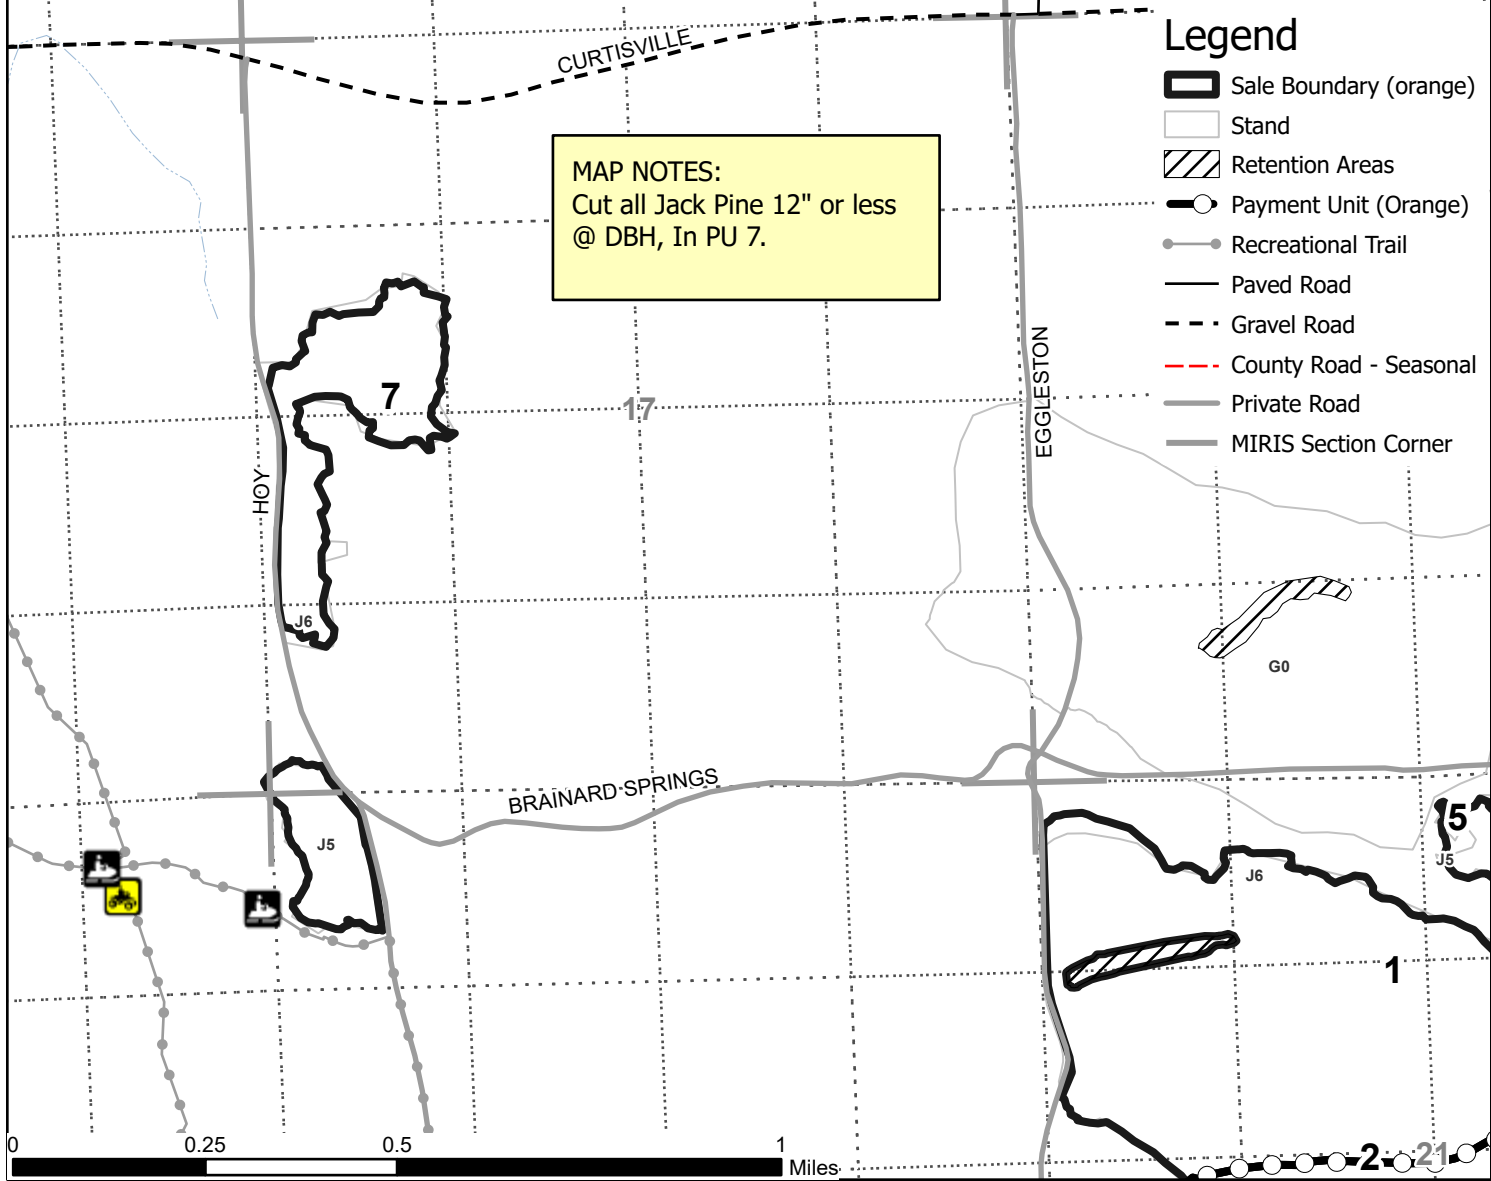 CURTISVILLE
Legend
Sale Boundary (orange)
Stand
Retention Areas
Payment Unit (Orange)
Recreational Trail
Paved Road
Gravel Road
County Road - Seasonal
Private Road
MIRIS Section Corner
MAP NOTES:
Cut all Jack Pine 12" or less
@ DBH, In PU 7.
7
17
EGGLESTON
HOY
J6
G0
BRAINARD SPRINGS
J5
5
J5
J6
1
2
21
0
0.25
0.5
1
Miles